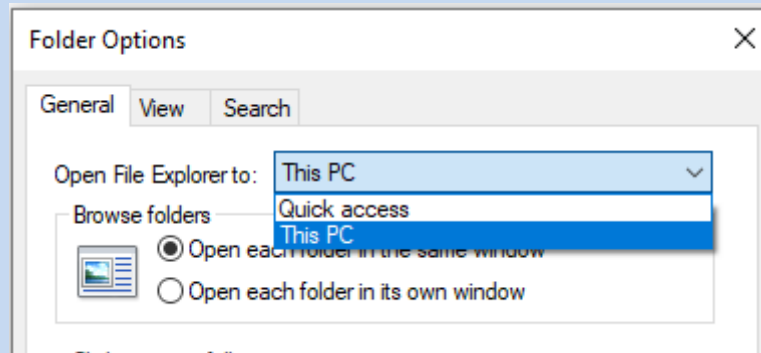 Folder Options
General View Search
Open File Explorer to: This PC
Quick access
This PC
Browse folders
Open each folder in the same window
Open each folder in its own window